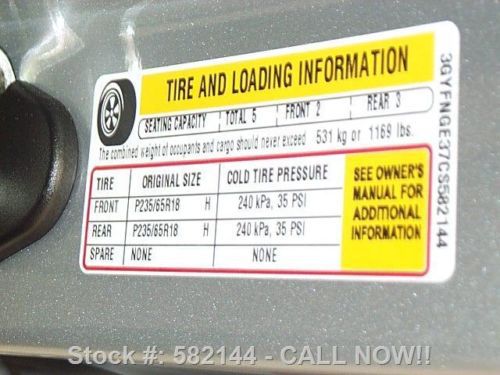 TIRE AND LOADING INFORMATION
SEATING CAPACITY TOTAL 5 FRONT 2 REAR 3
The combined weight of occupants and cargo should never exceed 531 kg or 1169 lbs.
TIRE ORIGINAL SIZE COLD TIRE PRESSURE
FRONT P235/65R18 H 240 kPa, 35 PSI
REAR P235/65R18 H 240 kPa, 35 PSI
SPARE NONE NONE
SEE OWNER'S
MANUAL FOR
ADDITIONAL
INFORMATION
3GYFNGE37CS582144
Stock #: 582144 - CALL NOW!!